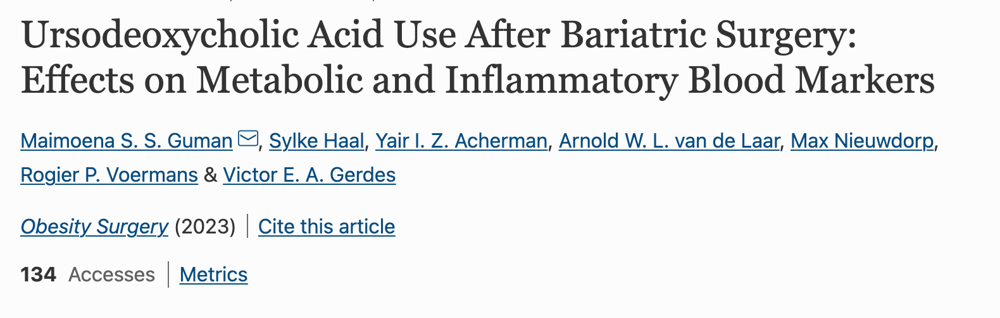 Ursodeoxycholic Acid Use After Bariatric Surgery:
Effects on Metabolic and Inflammatory Blood Markers
Maimoena S. S. Guman, Sylke Haal, Yair I. Z. Acherman, Arnold W. L. van de Laar, Max Nieuwdorp,
Rogier P. Voermans & Victor E. A. Gerdes
Obesity Surgery (2023) | Cite this article
134 Accesses | Metrics